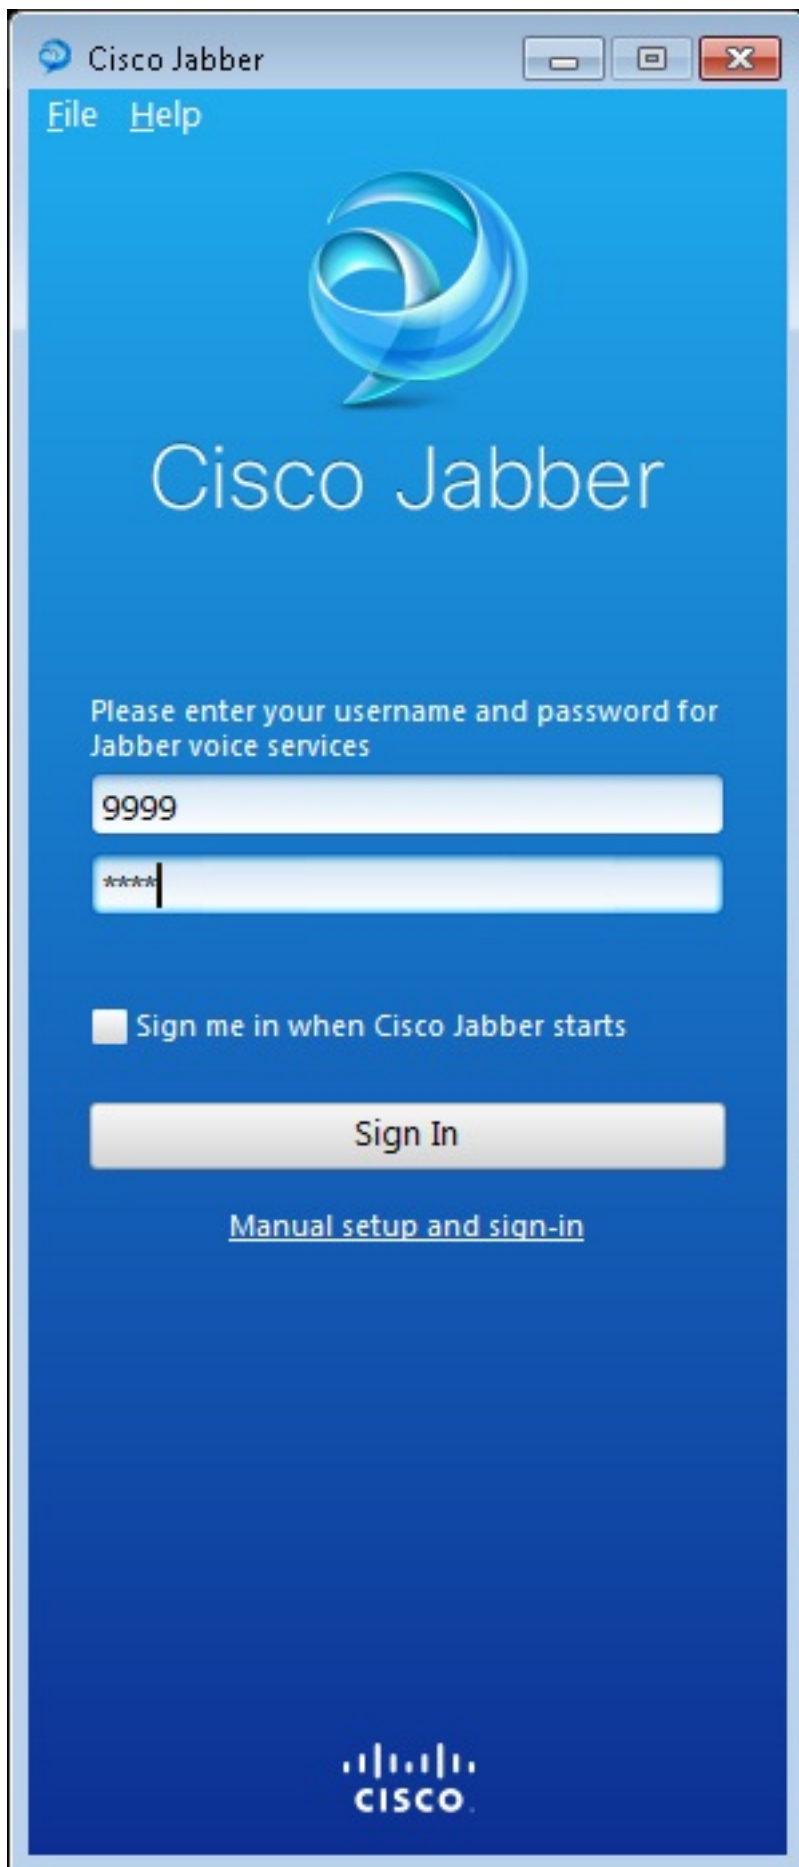 Cisco Jabber
File Help
Cisco Jabber
Please enter your username and password for
Jabber voice services
9999
****
Sign me in when Cisco Jabber starts
Sign In
Manual setup and sign-in
CISCO.